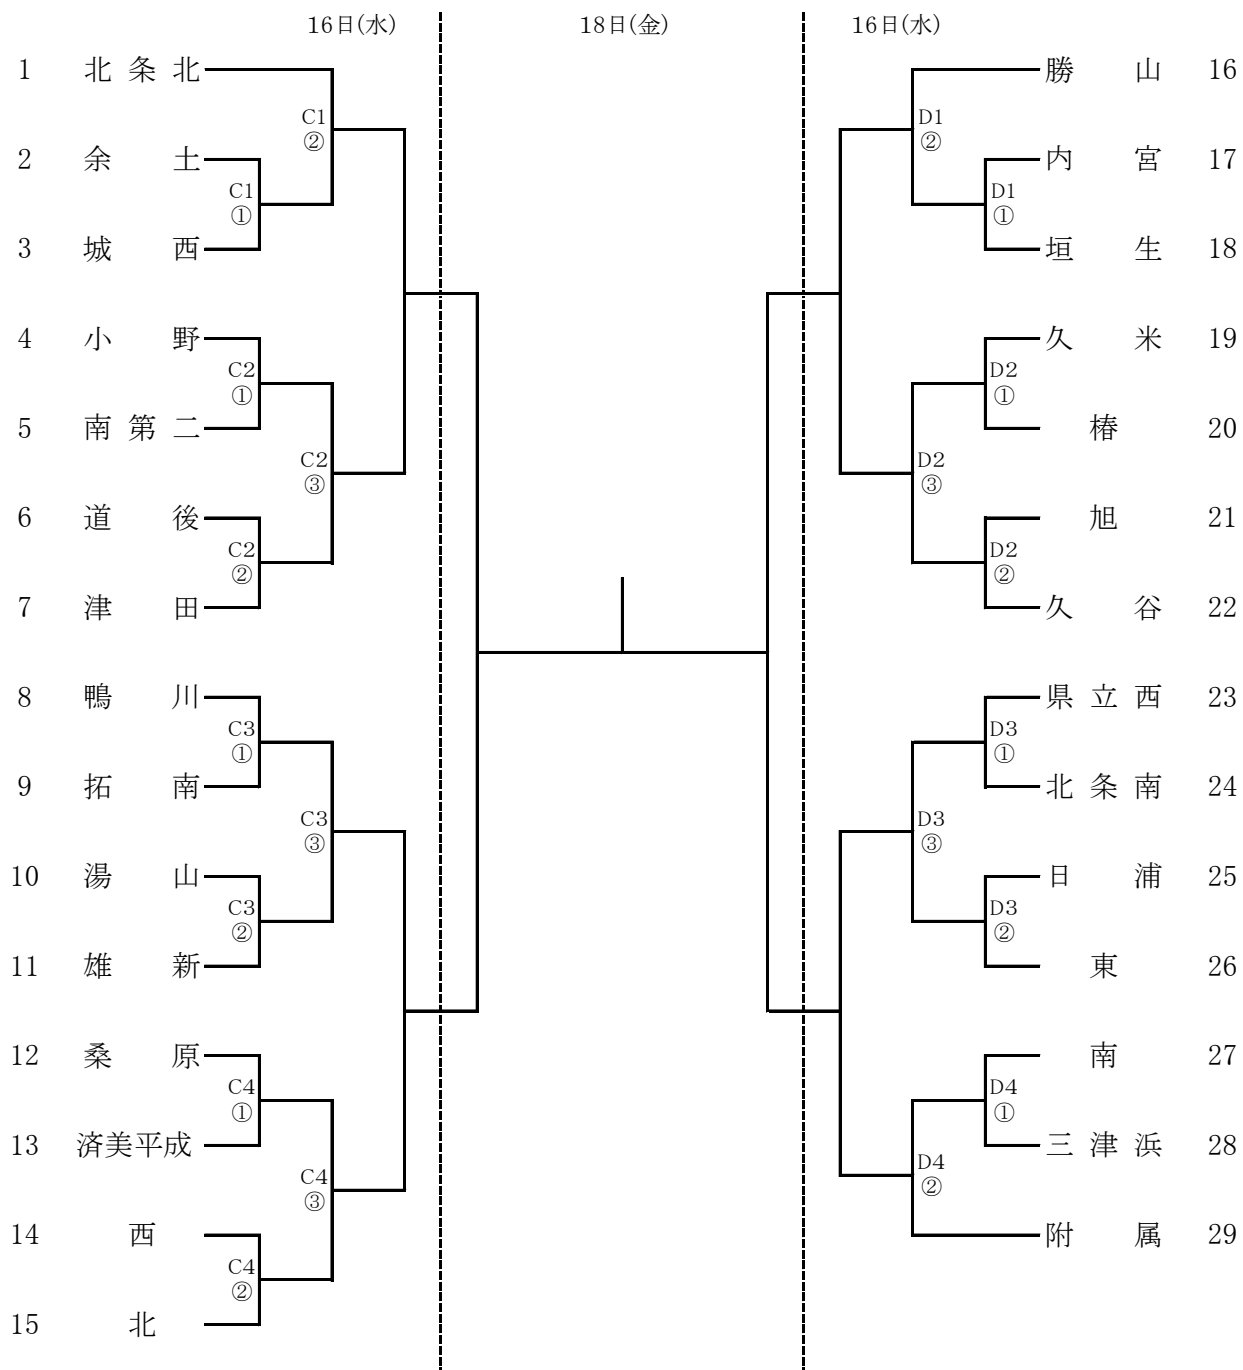 16日(水) 18日(金) 16日(水)
1 北条北
C1
②
2 余土
C1
①
3 城西
4 小野
C2
①
5 南第二
C2
③
6 道後
C2
②
7 津田
8 鴨川
C3
①
9 拓南
C3
③
10 湯山
C3
②
11 雄新
12 桑原
C4
①
13 済美平成
C4
③
14 西
C4
②
15 北
勝山 16
D1
②
内宮 17
D1
①
垣生 18
久米 19
D2
①
椿 20
D2
③
旭 21
D2
②
久谷 22
県立西 23
D3
①
北条南 24
D3
③
日浦 25
D3
②
東 26
南 27
D4
①
三津浜 28
D4
②
附属 29